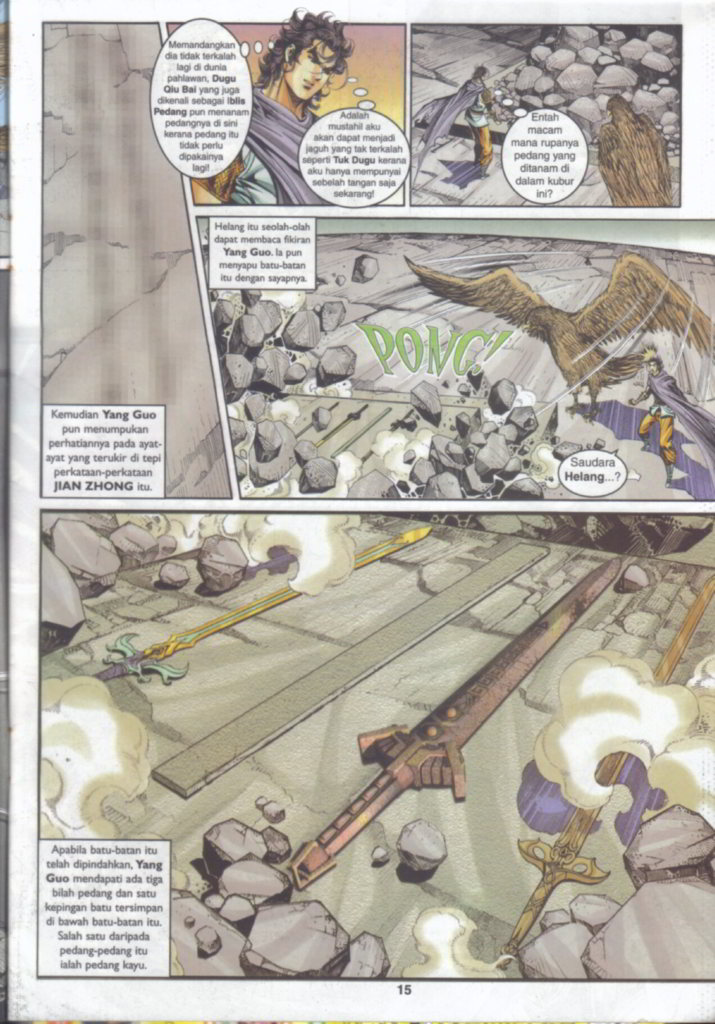 Memandangkan
dia tidak terkalah
lagi di dunia
pahlawan, Dugu
Qiu Bai yang juga
dikenali sebagai Iblis
Pedang pun menanam
pedangnya di sini
kerana pedang itu
tidak perlu
dipakainya
lagi!
Adalah
mustahil aku
akan dapat menjadi
jaguh yang tak terkalah
seperti Tuk Dugu kerana
aku hanya mempunyai
sebelah tangan saja
sekarang!
Entah
macam
mana rupanya
pedang yang
ditanam di
dalam kubur
ini?
Kemudian Yang Guo
pun menumpukan
perhatiannya pada ayat-
ayat yang terukir di tepi
perkataan-perkataan
JIAN ZHONG itu.
Helang itu seolah-olah
dapat membaca fikiran
Yang Guo. Ia pun
menyapu batu-batan
itu dengan sayapnya.
PONG!
Saudara
Helang...?
Apabila batu-batan itu
telah dipindahkan, Yang
Guo mendapati ada tiga
bilah pedang dan satu
kepingan batu tersimpan
di bawah batu-batan itu.
Salah satu daripada
pedang-pedang itu
ialah pedang kayu.
15